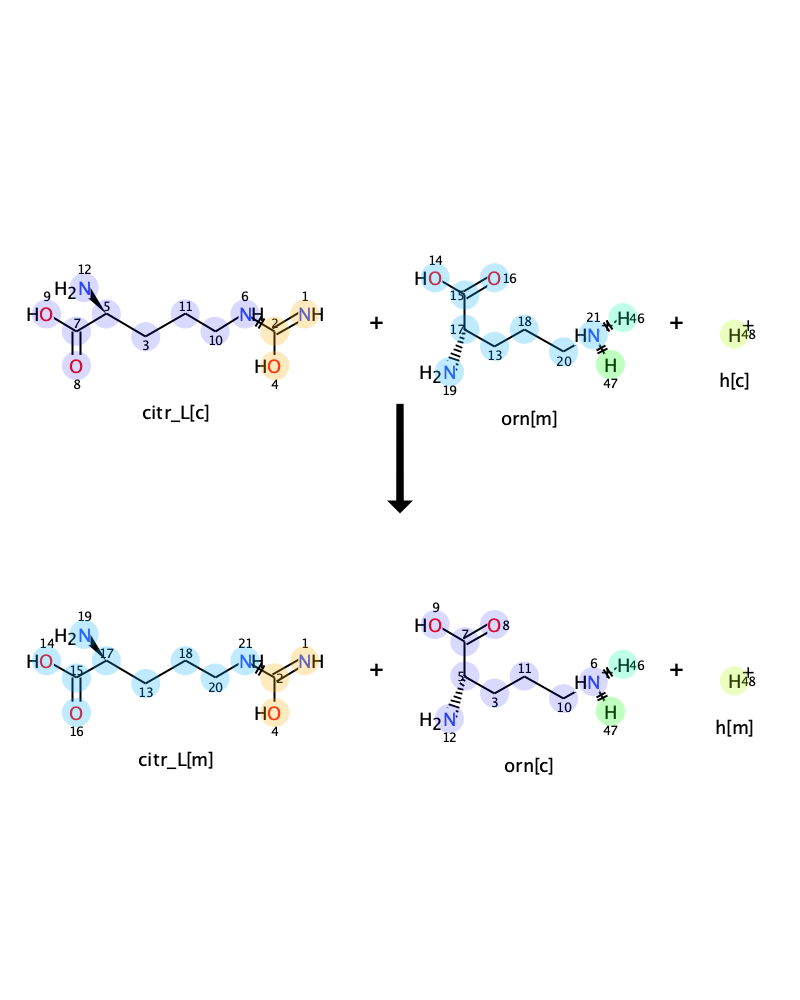 12
H₂N
9
HO
7
5
3
11
10
6
NH
2
1
NH
8
O
HO
4
citr_L[c]
+
14
HO
15
O
16
17
18
13
20
21
HN
H
46
H
47
H₂N
19
orn[m]
+
H+
48
h[c]
19
H₂N
14
HO
15
17
13
18
20
21
NH
2
1
NH
16
O
HO
4
citr_L[m]
+
9
HO
7
O
8
5
11
3
10
6
HN
H
46
H
47
H₂N
12
orn[c]
+
H+
48
h[m]